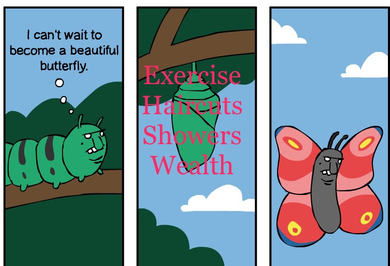 I can't wait to
become a beautiful
butterfly.
Exercise
Haircuts
Showers
Wealth